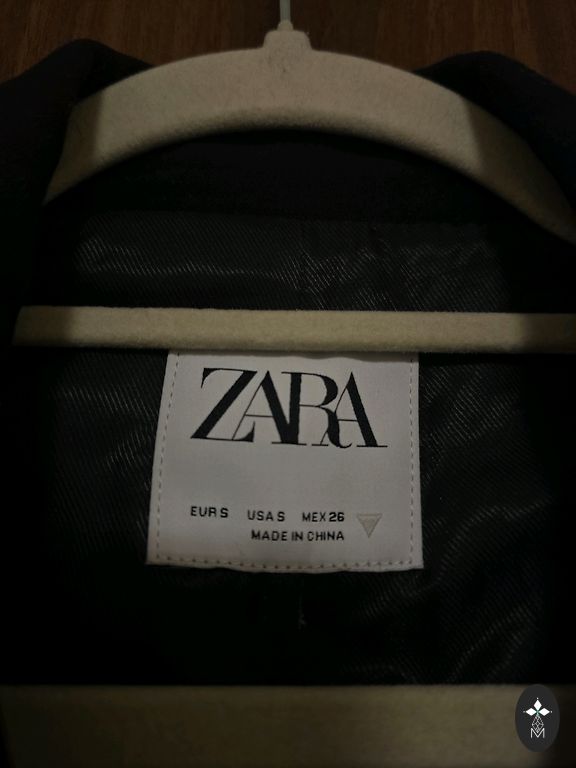 ZARA
EUR S USA S MEX 26
MADE IN CHINA
M